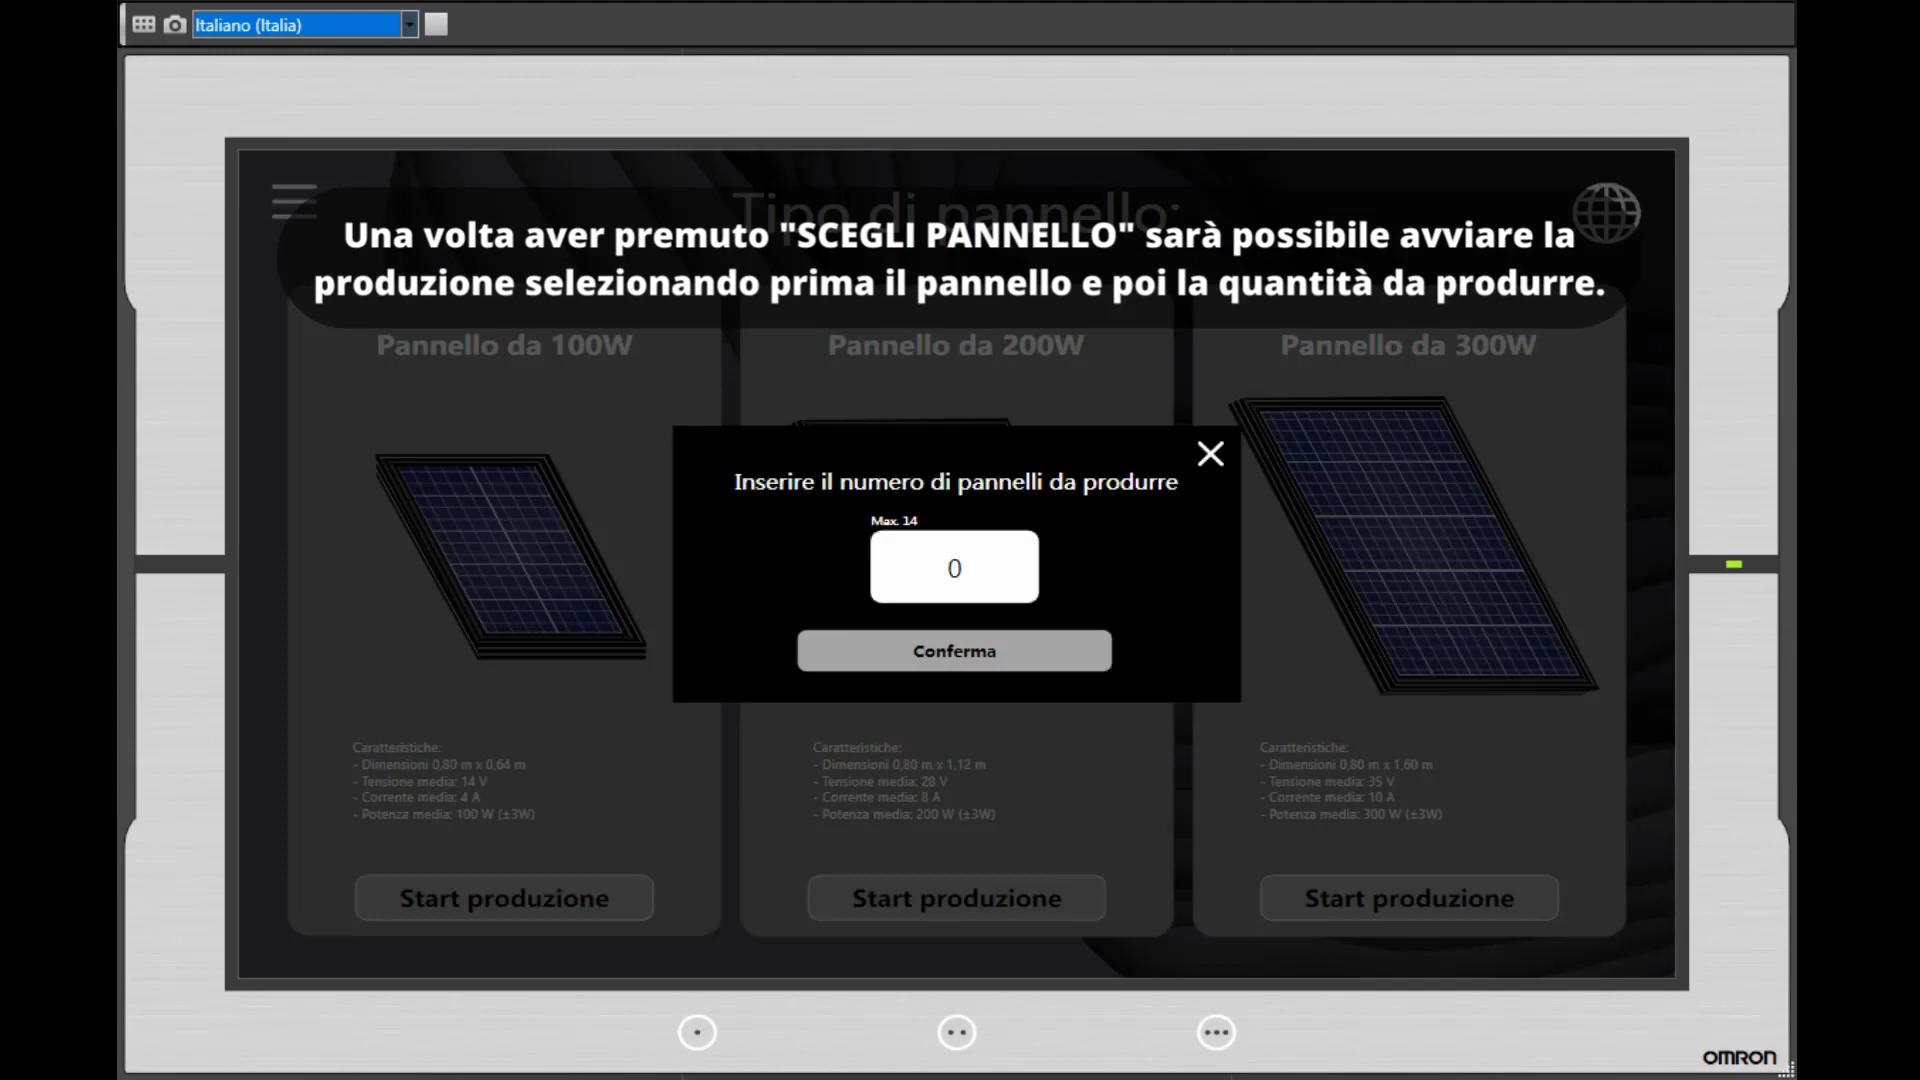 Italiano (Italia)
Tipo di pannello:
Una volta aver premuto "SCEGLI PANNELLO" sarà possibile avviare la
produzione selezionando prima il pannello e poi la quantità da produrre.
Pannello da 100W
Pannello da 200W
Pannello da 300W
Inserire il numero di pannelli da produrre
Max. 14
0
Conferma
Caratteristiche:
- Dimensioni 0,80 m x 0,64 m
- Tensione media: 14 V
- Corrente media: 4 A
- Potenza media: 100 W (±3W)
Caratteristiche:
- Dimensioni 0,80 m x 1,12 m
- Tensione media: 28 V
- Corrente media: 8 A
- Potenza media: 200 W (±3W)
Caratteristiche:
- Dimensioni 0,80 m x 1,60 m
- Tensione media: 35 V
- Corrente media: 10 A
- Potenza media: 300 W (±3W)
Start produzione
Start produzione
Start produzione
OMRON